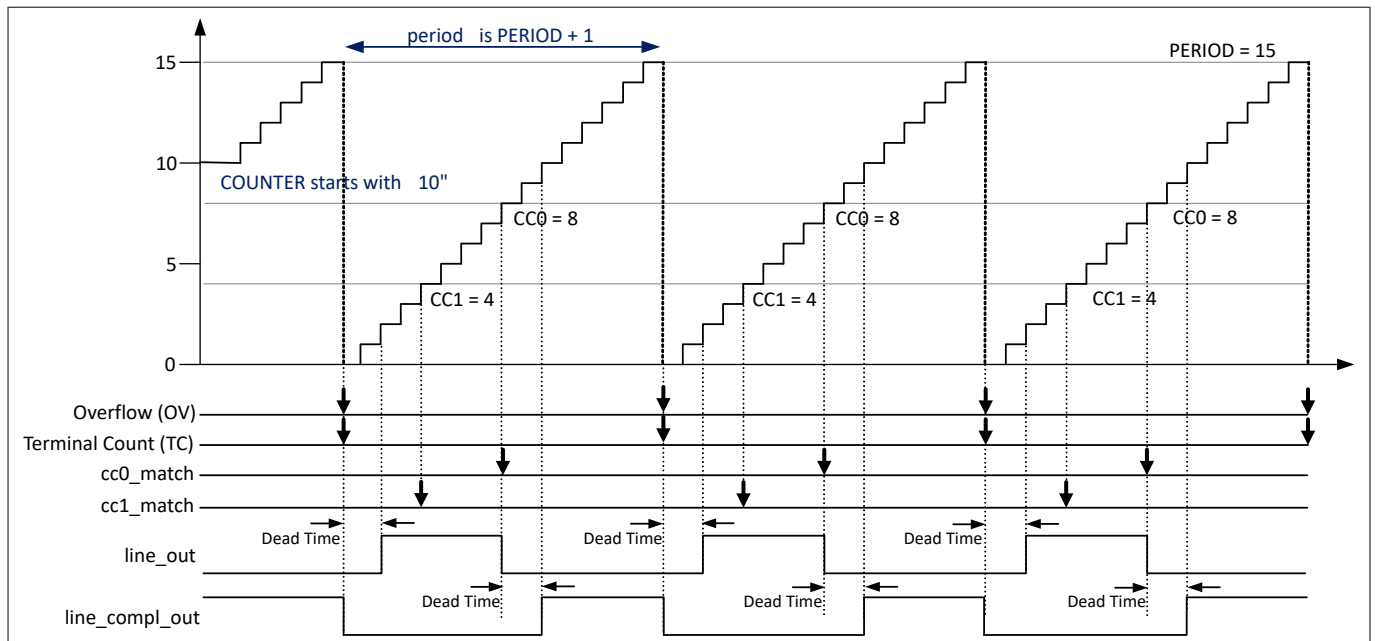 period is PERIOD + 1
PERIOD = 15
15
10
COUNTER starts with 10"
CC0 = 8
CC0 = 8
CC0 = 8
5
CC1 = 4
CC1 = 4
CC1 = 4
0
Overflow (OV)
Terminal Count (TC)
cc0_match
cc1_match
Dead Time
Dead Time
Dead Time
line_out
Dead Time
Dead Time
Dead Time
line_compl_out